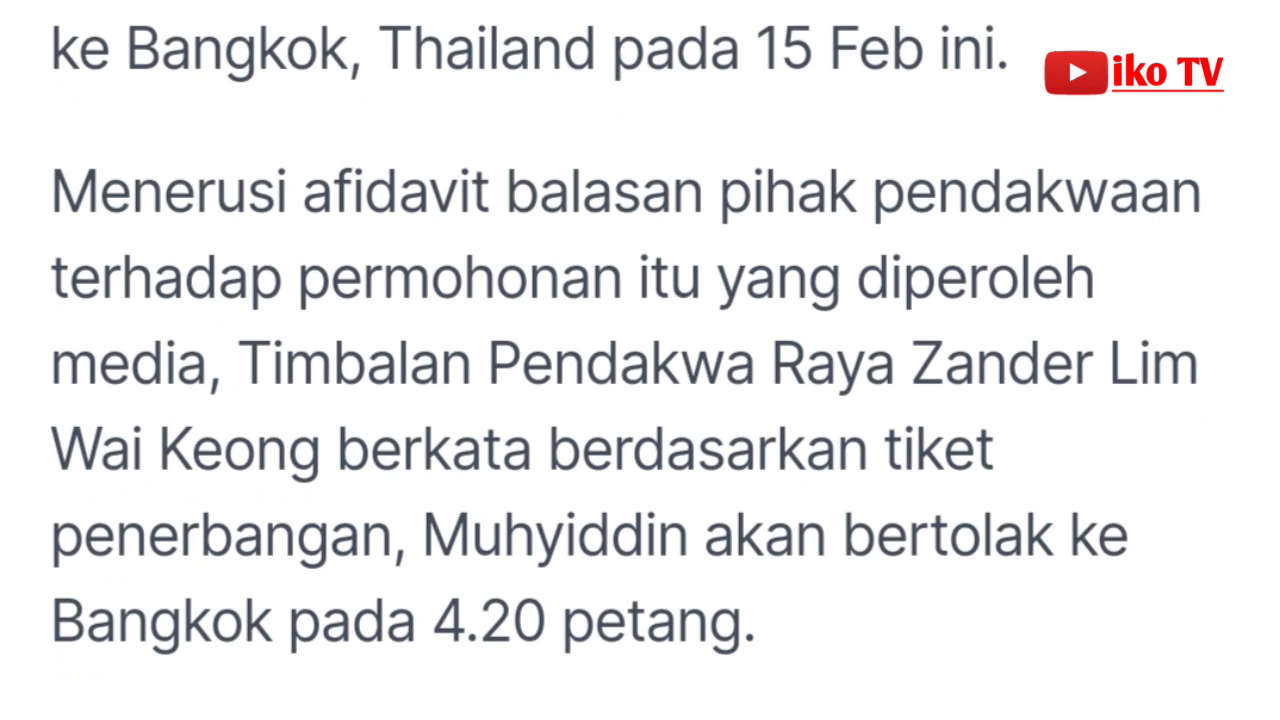 ke Bangkok, Thailand pada 15 Feb ini.
iko TV
Menerusi afidavit balasan pihak pendakwaan
terhadap permohonan itu yang diperoleh
media, Timbalan Pendakwa Raya Zander Lim
Wai Keong berkata berdasarkan tiket
penerbangan, Muhyiddin akan bertolak ke
Bangkok pada 4.20 petang.